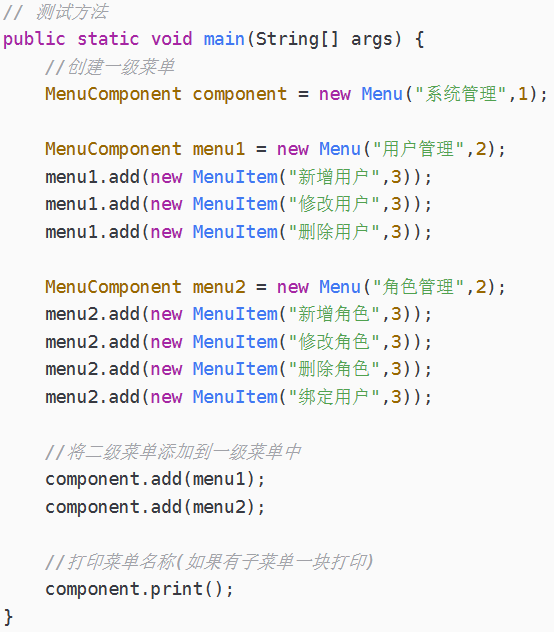 // 测试方法
public static void main(String[] args) {
    //创建一级菜单
    MenuComponent component = new Menu("系统管理",1);

    MenuComponent menu1 = new Menu("用户管理",2);
    menu1.add(new MenuItem("新增用户",3));
    menu1.add(new MenuItem("修改用户",3));
    menu1.add(new MenuItem("删除用户",3));

    MenuComponent menu2 = new Menu("角色管理",2);
    menu2.add(new MenuItem("新增角色",3));
    menu2.add(new MenuItem("修改角色",3));
    menu2.add(new MenuItem("删除角色",3));
    menu2.add(new MenuItem("绑定用户",3));

    //将二级菜单添加到一级菜单中
    component.add(menu1);
    component.add(menu2);

    //打印菜单名称(如果有子菜单一块打印)
    component.print();
}